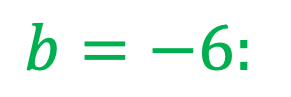 b = −6: